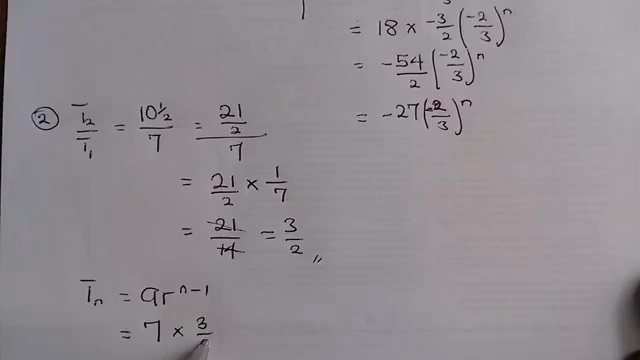 = 18 × -3/2 (-2/3)^n
= -54/2 (-2/3)^n
= -27 (-2/3)^n
② T₂/T₁ = 10½/7 = 21/2/7
= 21/2 × 1/7
= 21/14 = 3/2 ,,
Tₙ = ar^n-1
= 7 × 3/